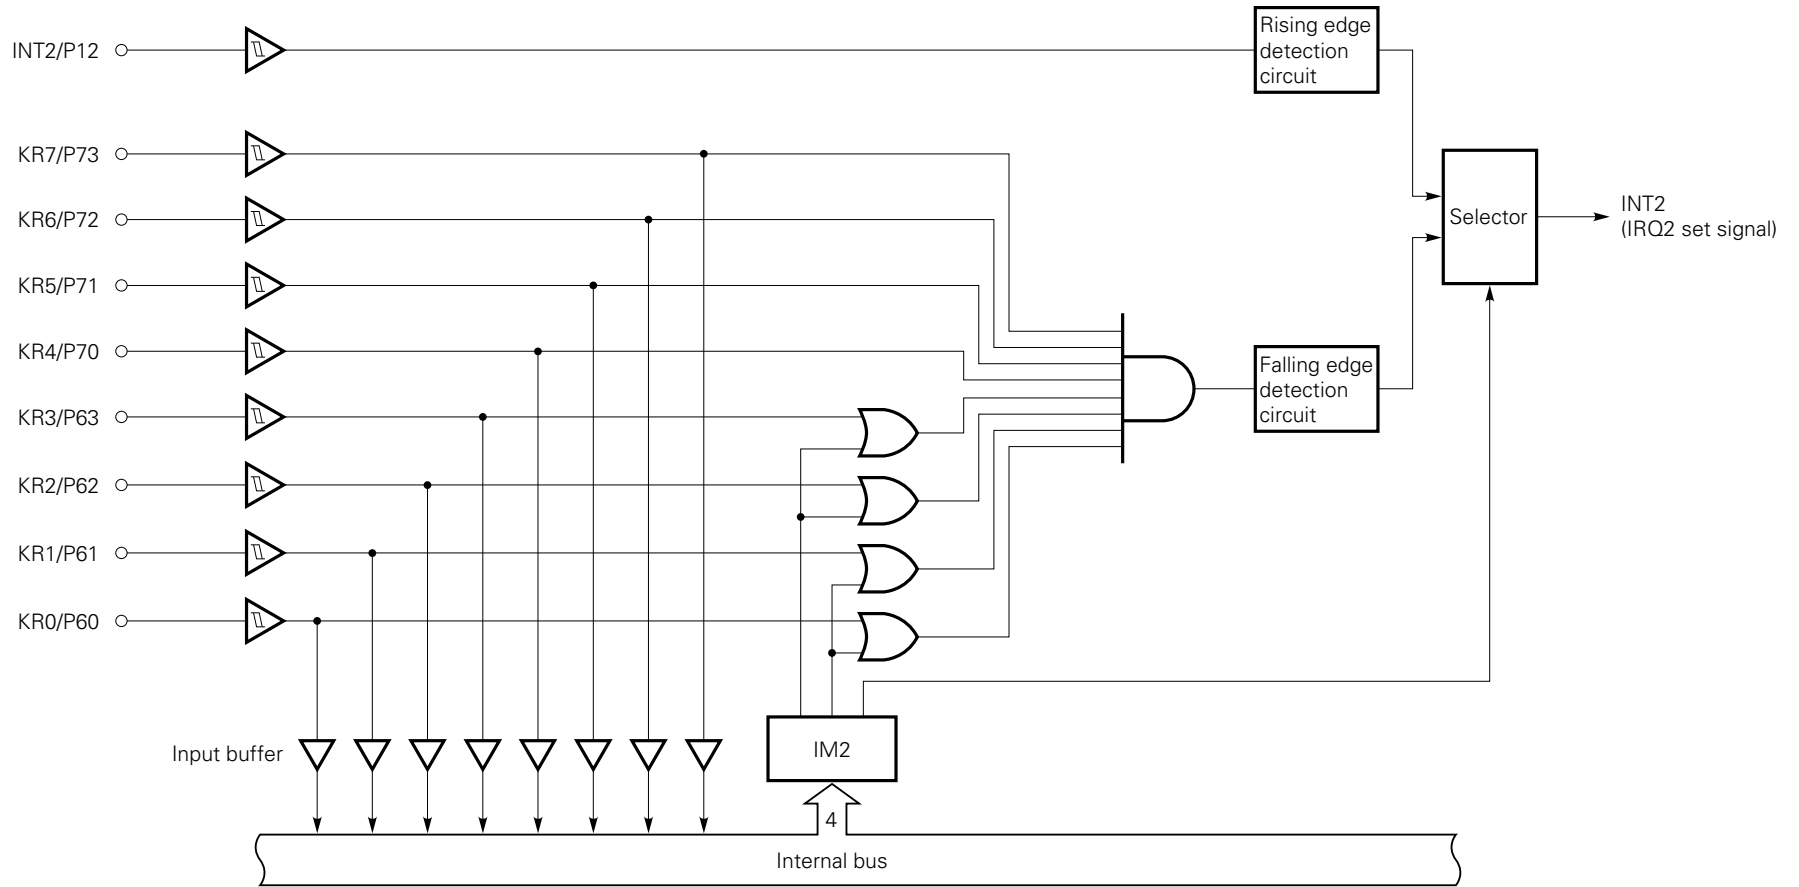 INT2/P12
Rising edge
detection
circuit
KR7/P73
KR6/P72
Selector
INT2
(IRQ2 set signal)
KR5/P71
KR4/P70
Falling edge
detection
circuit
KR3/P63
KR2/P62
KR1/P61
KR0/P60
Input buffer
IM2
4
Internal bus